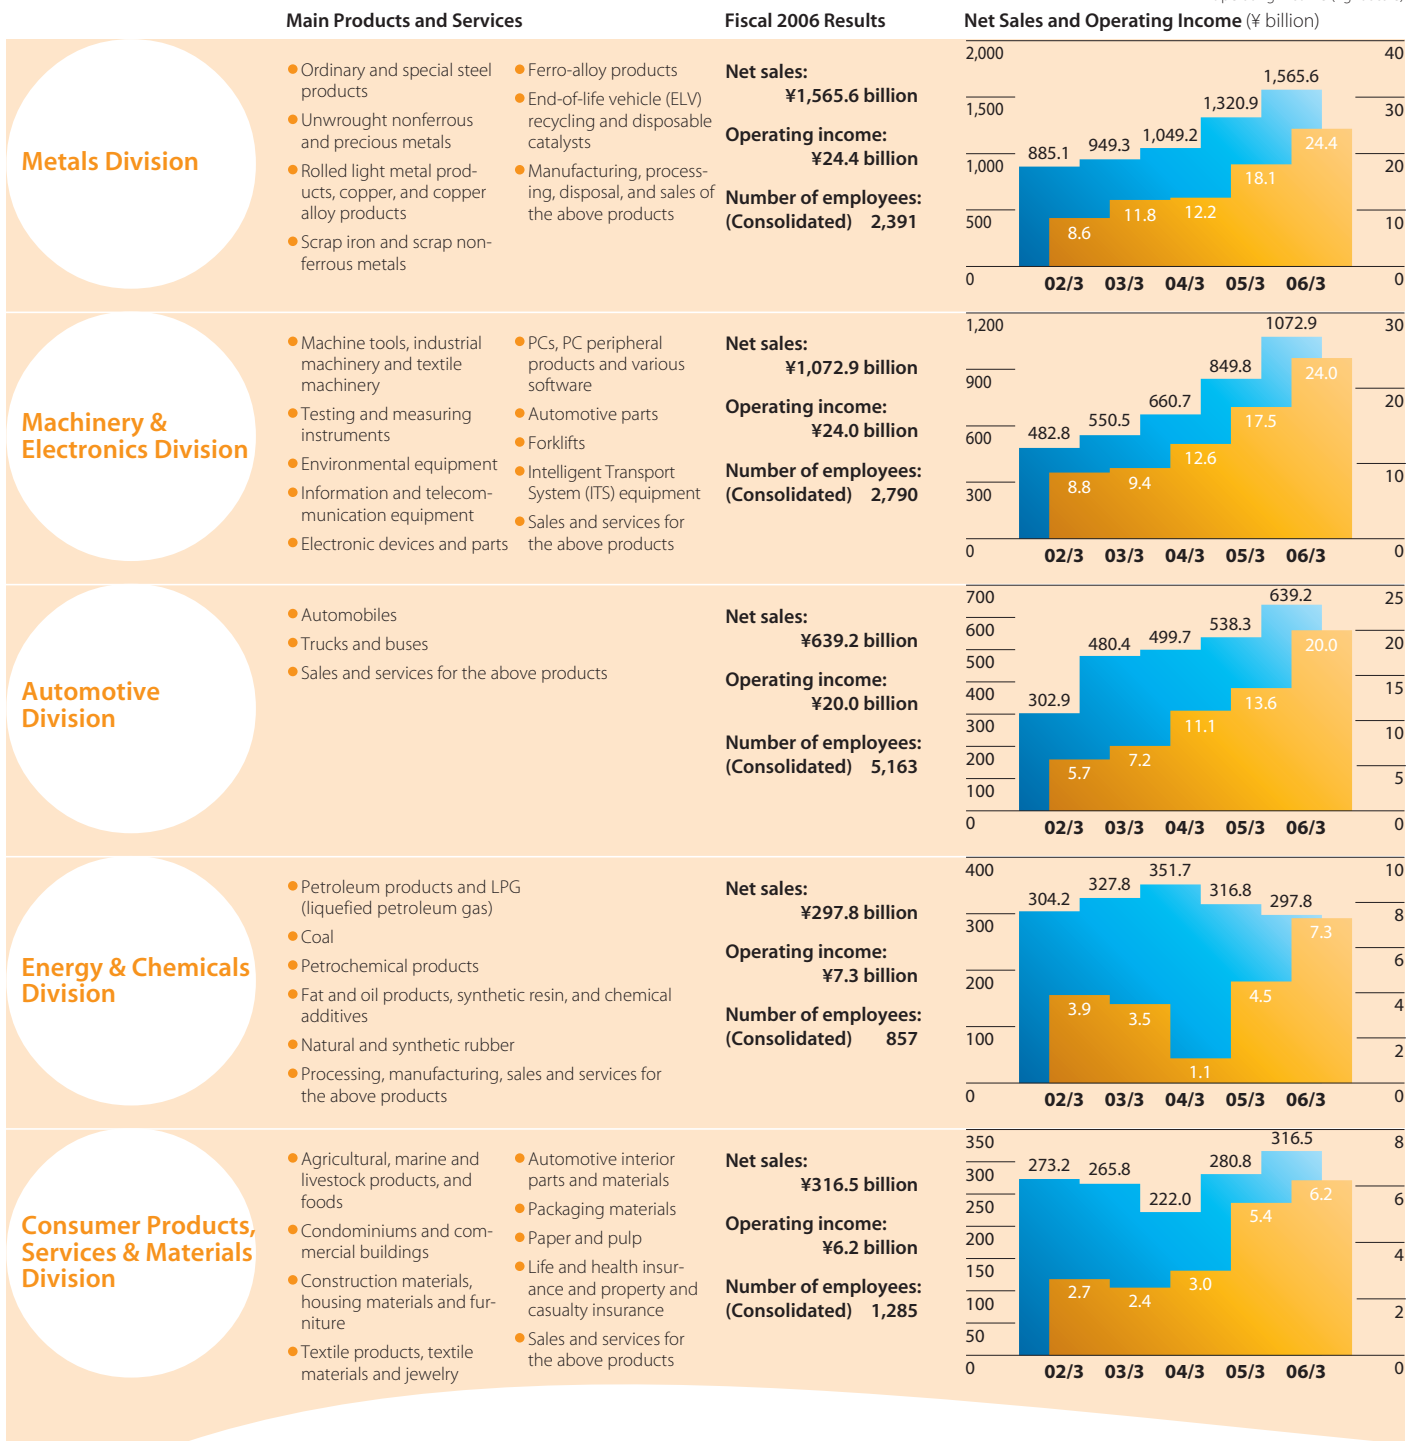 Main Products and Services
Fiscal 2006 Results
Net Sales and Operating Income (¥ billion)
Metals Division
Ordinary and special steel
products
Unwrought nonferrous
and precious metals
Rolled light metal prod-
ucts, copper, and copper
alloy products
Scrap iron and scrap non-
ferrous metals
Ferro-alloy products
End-of-life vehicle (ELV)
recycling and disposable
catalysts
Manufacturing, process-
ing, disposal, and sales of
the above products
Net sales:
¥1,565.6 billion
Operating income:
¥24.4 billion
Number of employees:
(Consolidated) 2,391
2,000
1,500
1,000
500
0
885.1
949.3
1,049.2
1,320.9
1,565.6
8.6
11.8
12.2
18.1
24.4
40
30
20
10
0
02/3 03/3 04/3 05/3 06/3
Machinery &
Electronics Division
Machine tools, industrial
machinery and textile
machinery
Testing and measuring
instruments
Environmental equipment
Information and telecom-
munication equipment
Electronic devices and parts
PCs, PC peripheral
products and various
software
Automotive parts
Forklifts
Intelligent Transport
System (ITS) equipment
Sales and services for
the above products
Net sales:
¥1,072.9 billion
Operating income:
¥24.0 billion
Number of employees:
(Consolidated) 2,790
1,200
900
600
300
0
482.8
550.5
660.7
849.8
1072.9
8.8
9.4
12.6
17.5
24.0
30
20
10
0
02/3 03/3 04/3 05/3 06/3
Automotive
Division
Automobiles
Trucks and buses
Sales and services for the above products
Net sales:
¥639.2 billion
Operating income:
¥20.0 billion
Number of employees:
(Consolidated) 5,163
700
600
500
400
300
200
100
0
302.9
480.4
499.7
538.3
639.2
5.7
7.2
11.1
13.6
20.0
25
20
15
10
5
0
02/3 03/3 04/3 05/3 06/3
Energy & Chemicals
Division
Petroleum products and LPG
(liquefied petroleum gas)
Coal
Petrochemical products
Fat and oil products, synthetic resin, and chemical
additives
Natural and synthetic rubber
Processing, manufacturing, sales and services for
the above products
Net sales:
¥297.8 billion
Operating income:
¥7.3 billion
Number of employees:
(Consolidated) 857
400
300
200
100
0
304.2
327.8
351.7
316.8
297.8
3.9
3.5
1.1
4.5
7.3
10
8
6
4
2
0
02/3 03/3 04/3 05/3 06/3
Consumer Products,
Services & Materials
Division
Agricultural, marine and
livestock products, and
foods
Condominiums and com-
mercial buildings
Construction materials,
housing materials and fur-
niture
Textile products, textile
materials and jewelry
Automotive interior
parts and materials
Packaging materials
Paper and pulp
Life and health insur-
ance and property and
casualty insurance
Sales and services for
the above products
Net sales:
¥316.5 billion
Operating income:
¥6.2 billion
Number of employees:
(Consolidated) 1,285
350
300
250
200
150
100
50
0
273.2
265.8
222.0
280.8
316.5
2.7
2.4
3.0
5.4
6.2
8
6
4
2
0
02/3 03/3 04/3 05/3 06/3